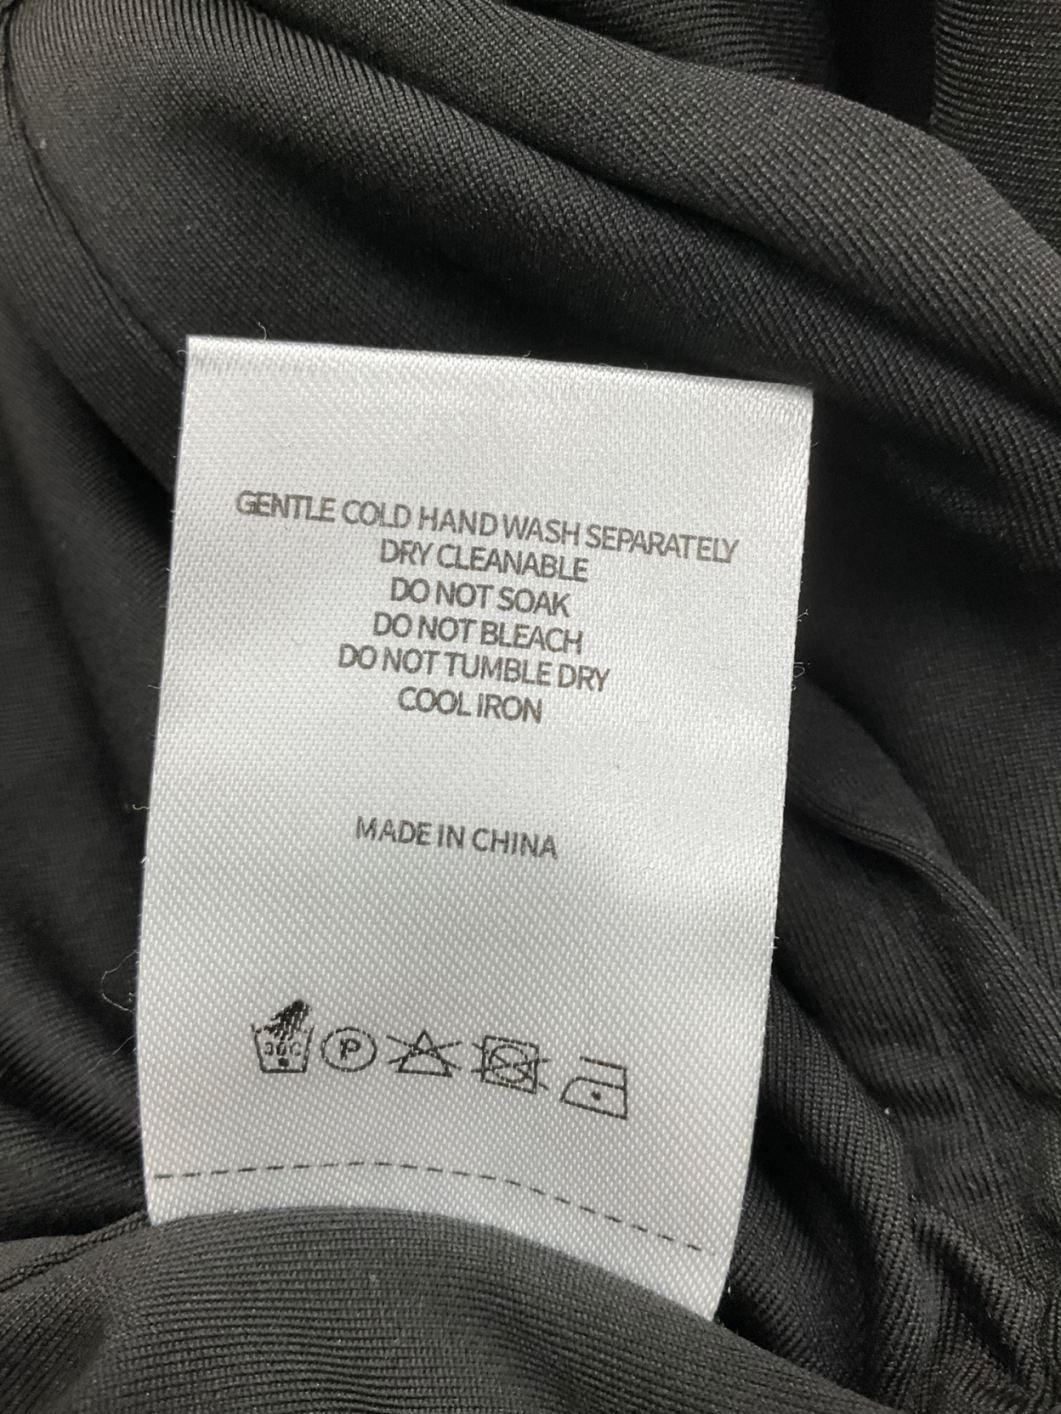 GENTLE COLD HAND WASH SEPARATELY
DRY CLEANABLE
DO NOT SOAK
DO NOT BLEACH
DO NOT TUMBLE DRY
COOL IRON
MADE IN CHINA
30C P